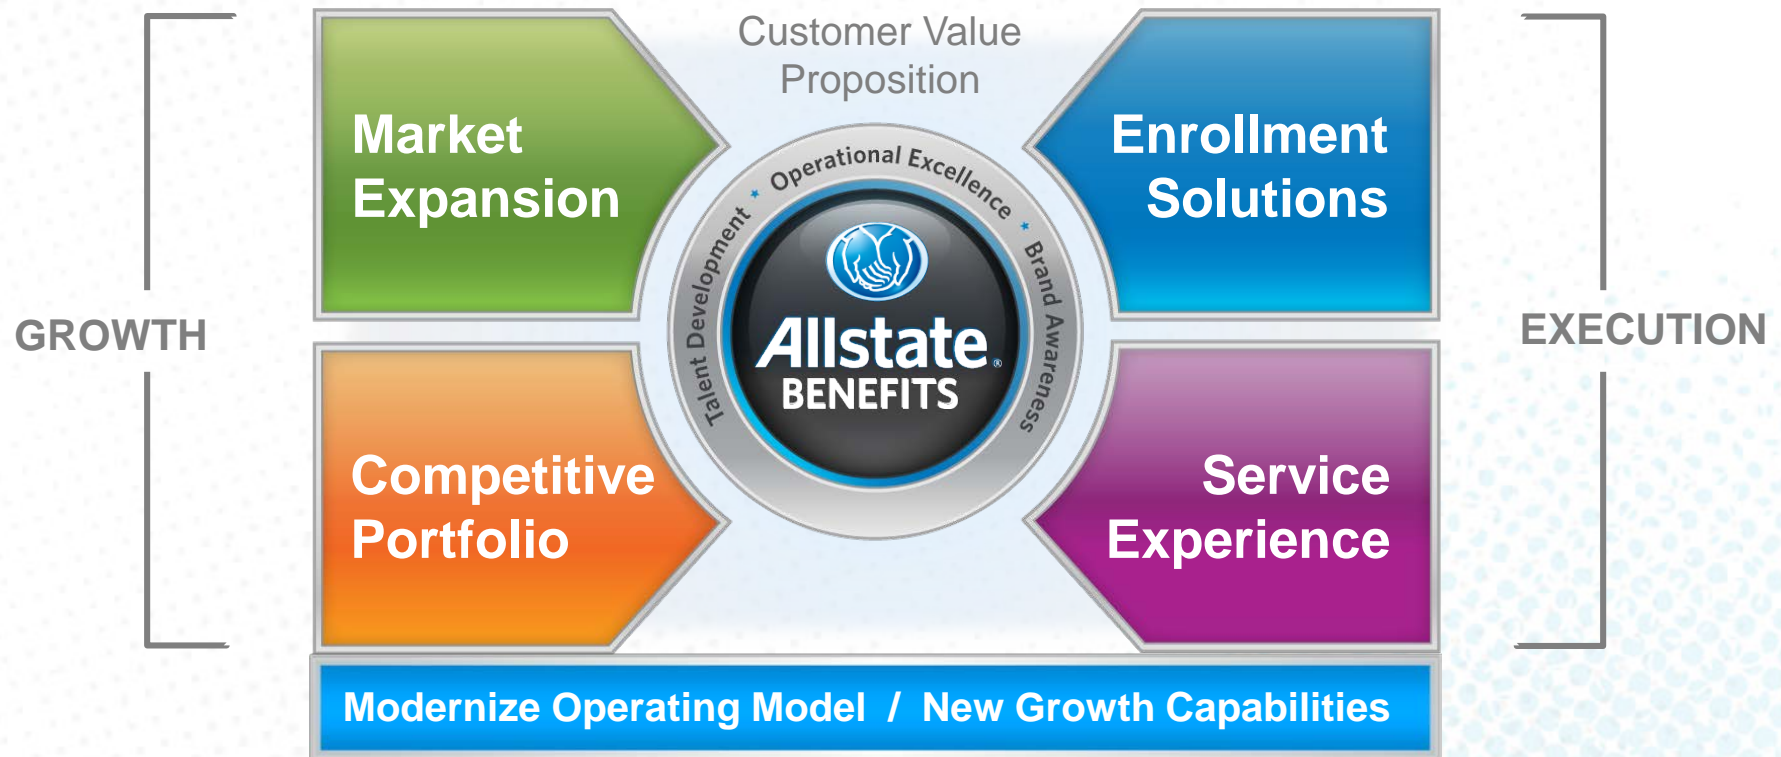 Customer Value
Proposition
GROWTH
Market
Expansion
Competitive
Portfolio
Talent Development * Operational Excellence * Brand Awareness
Allstate®
BENEFITS
Enrollment
Solutions
Service
Experience
EXECUTION
Modernize Operating Model / New Growth Capabilities